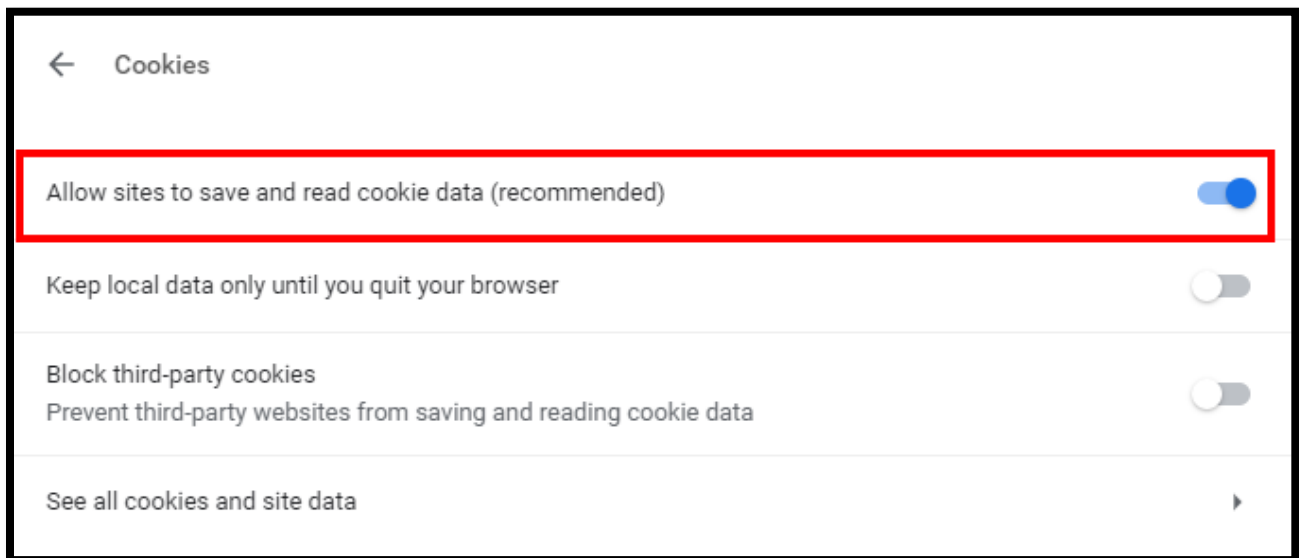 Cookies
Allow sites to save and read cookie data (recommended)
Keep local data only until you quit your browser
Block third-party cookies
Prevent third-party websites from saving and reading cookie data
See all cookies and site data